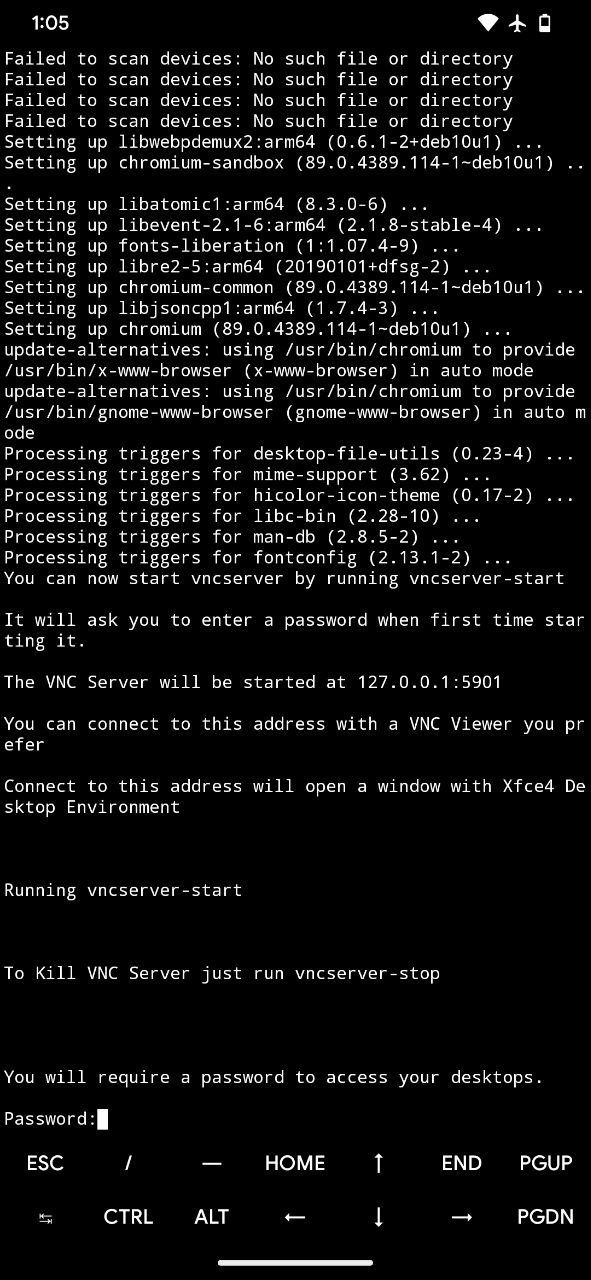 1:05
Failed to scan devices: No such file or directory
Failed to scan devices: No such file or directory
Failed to scan devices: No such file or directory
Failed to scan devices: No such file or directory
Setting up libwebpdemux2:arm64 (0.6.1-2+deb10u1) ...
Setting up chromium-sandbox (89.0.4389.114-1~deb10u1) ..
.
Setting up libatomic1:arm64 (8.3.0-6) ...
Setting up libevent-2.1-6:arm64 (2.1.8-stable-4) ...
Setting up fonts-liberation (1:1.07.4-9) ...
Setting up libre2-5:arm64 (20190101+dfsg-2) ...
Setting up chromium-common (89.0.4389.114-1~deb10u1) ...
Setting up libjsoncpp1:arm64 (1.7.4-3) ...
Setting up chromium (89.0.4389.114-1~deb10u1) ...
update-alternatives: using /usr/bin/chromium to provide
/usr/bin/x-www-browser (x-www-browser) in auto mode
update-alternatives: using /usr/bin/chromium to provide
/usr/bin/gnome-www-browser (gnome-www-browser) in auto m
ode
Processing triggers for desktop-file-utils (0.23-4) ...
Processing triggers for mime-support (3.62) ...
Processing triggers for hicolor-icon-theme (0.17-2) ...
Processing triggers for libc-bin (2.28-10) ...
Processing triggers for man-db (2.8.5-2) ...
Processing triggers for fontconfig (2.13.1-2) ...
You can now start vncserver by running vncserver-start
It will ask you to enter a password when first time star
ting it.
The VNC Server will be started at 127.0.0.1:5901
You can connect to this address with a VNC Viewer you pr
efer
Connect to this address will open a window with Xfce4 De
sktop Environment
Running vncserver-start
To Kill VNC Server just run vncserver-stop
You will require a password to access your desktops.
Password:
ESC / — HOME ↑ END PGUP
↹ CTRL ALT ← ↓ → PGDN